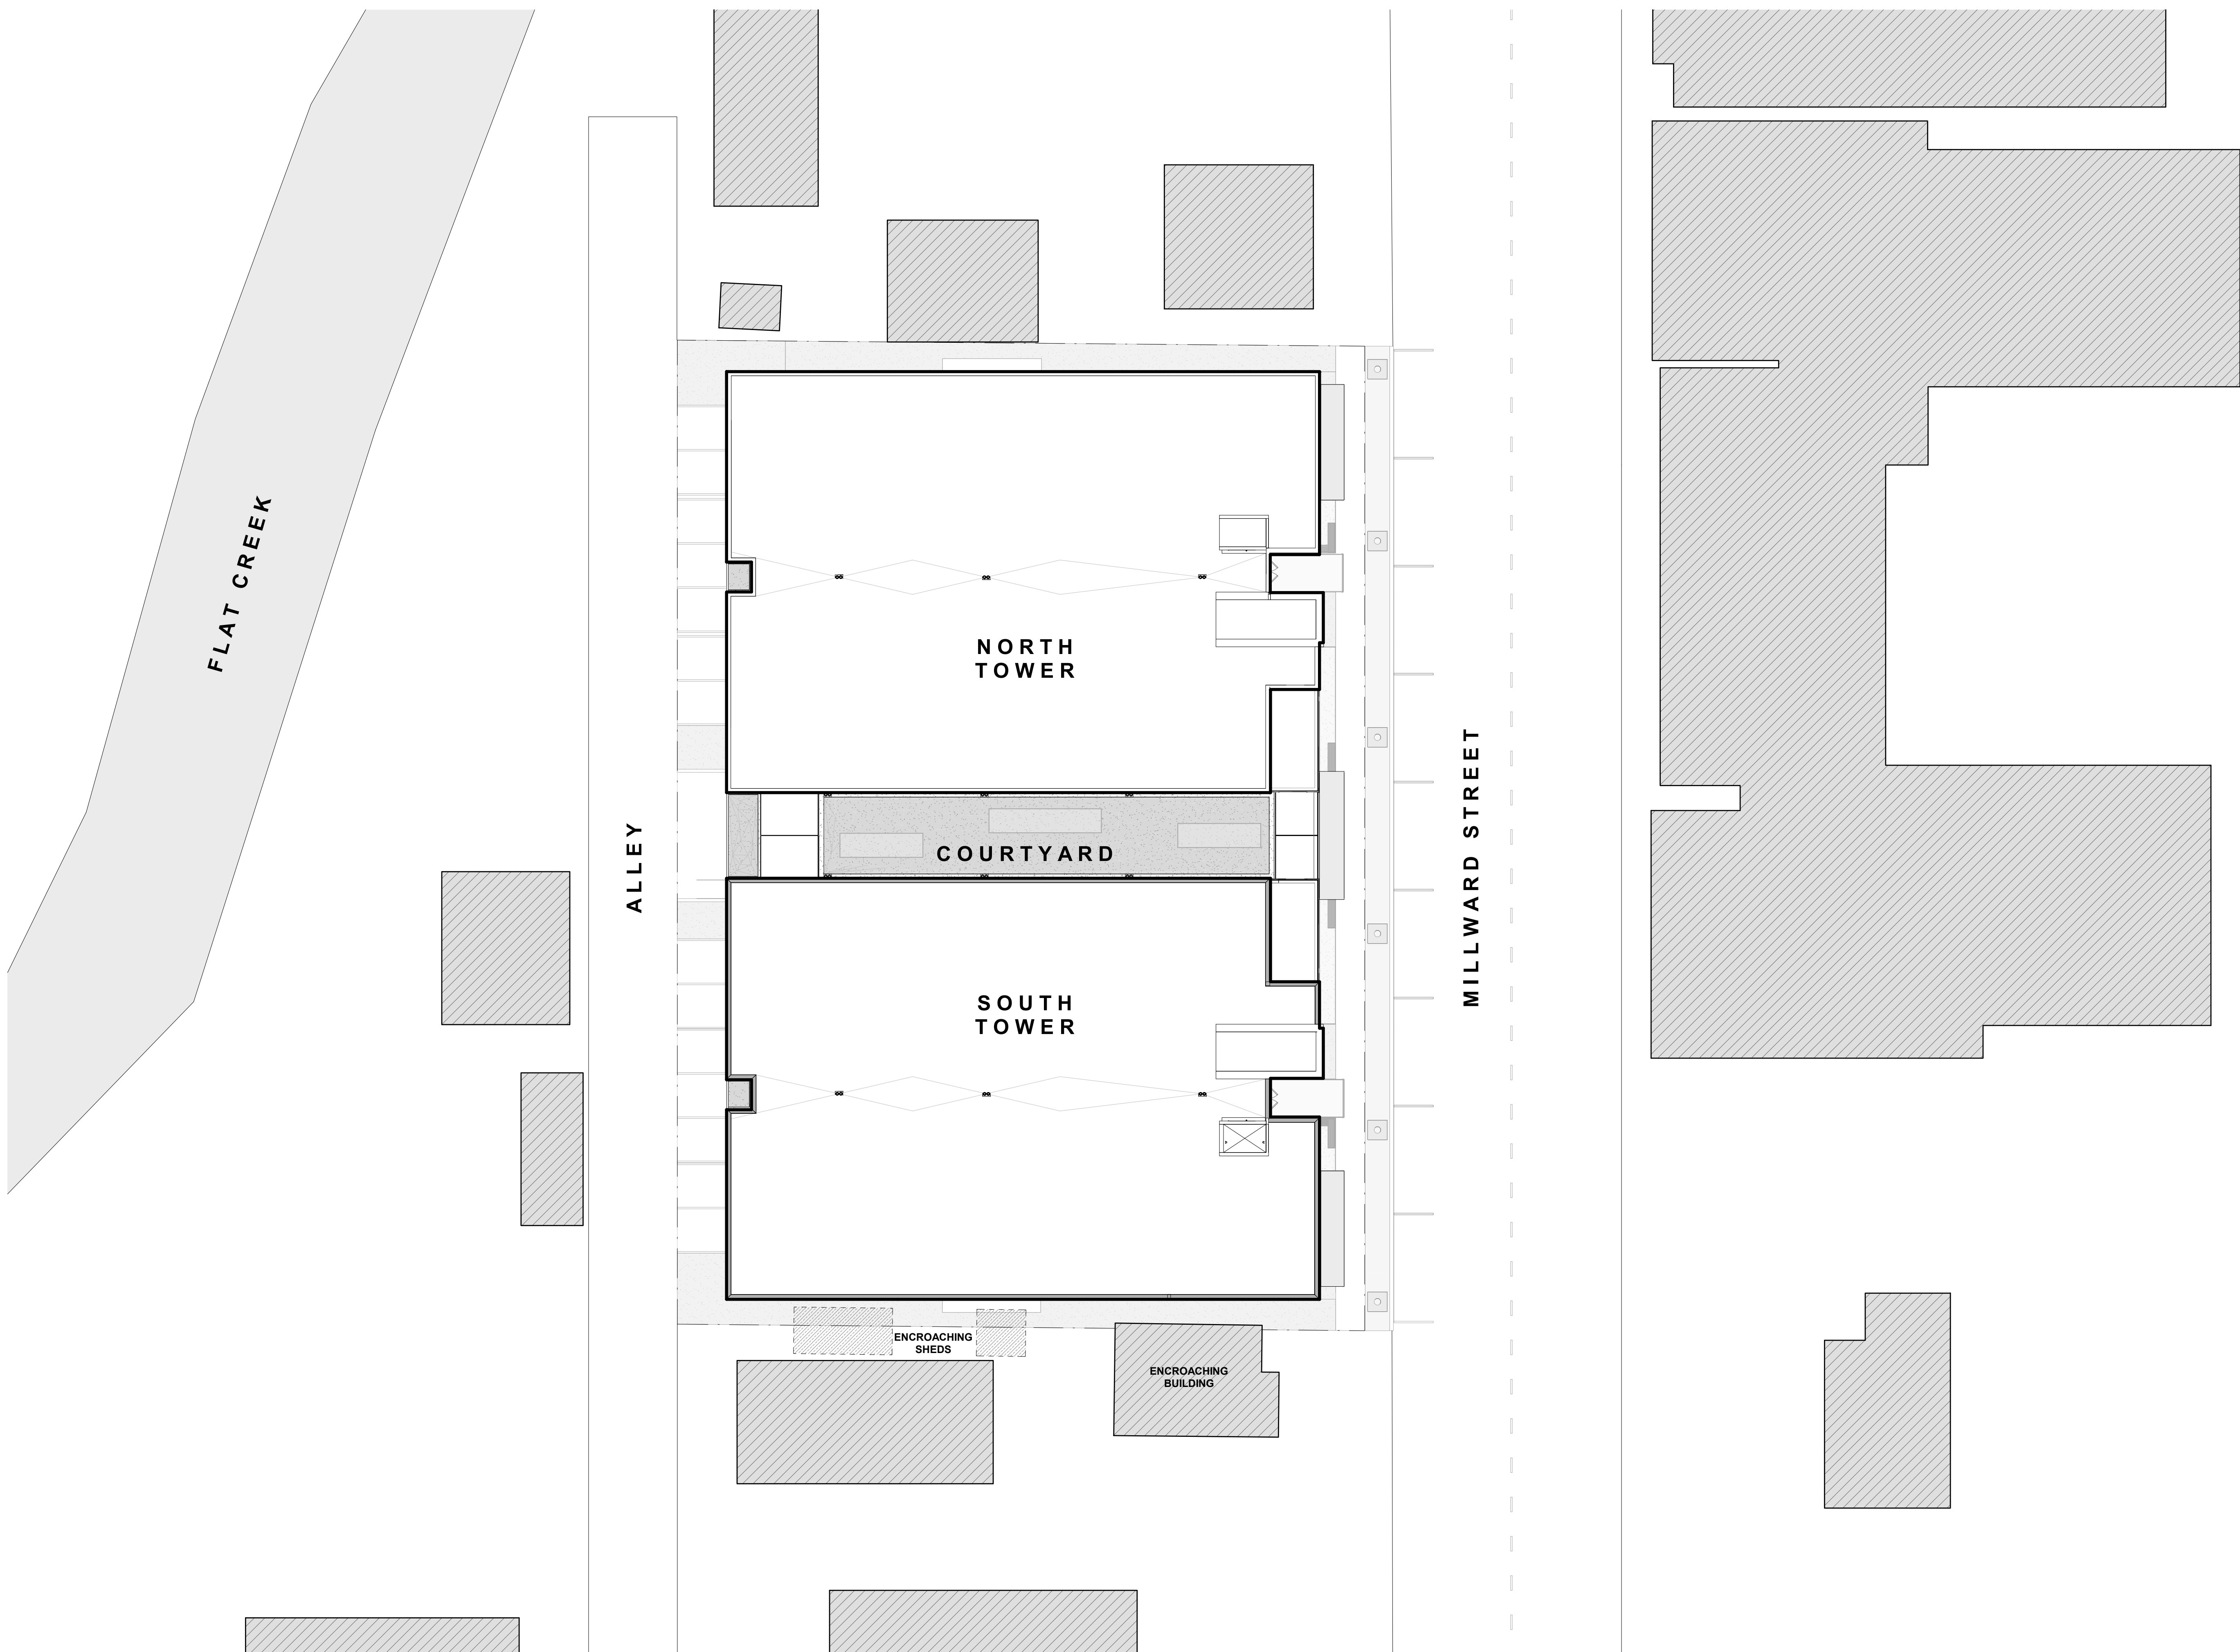 FLAT CREEK
NORTH
TOWER
ALLEY
COURTYARD
MILLWARD STREET
SOUTH
TOWER
ENCROACHING
SHEDS
ENCROACHING
BUILDING